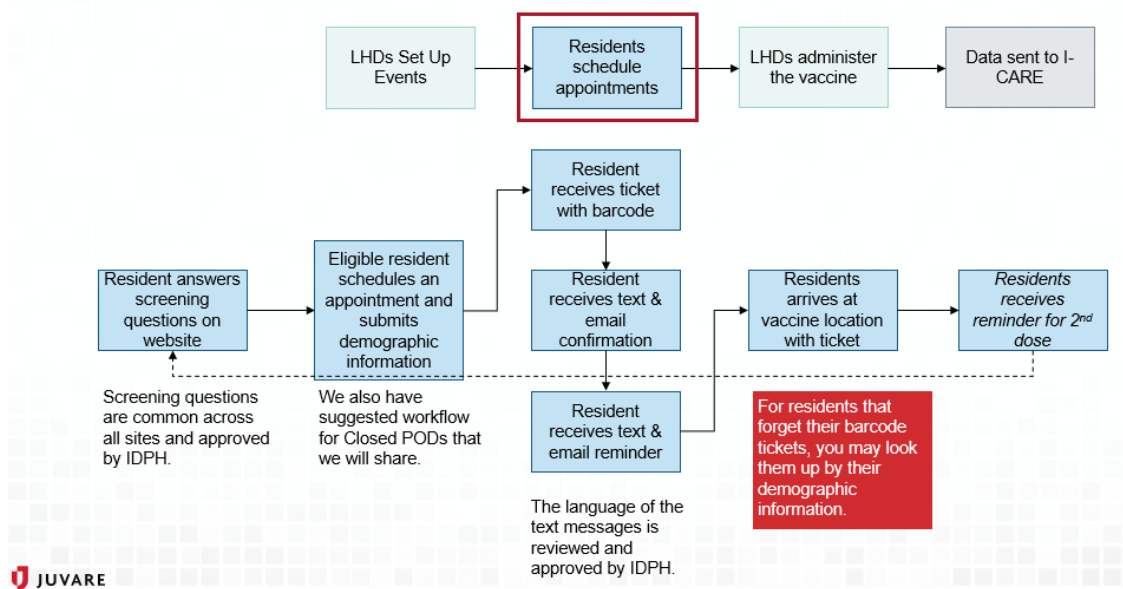 LHDs Set Up
Events
Residents
schedule
appointments
LHDs administer
the vaccine
Data sent to I-
CARE
Resident answers
screening
questions on
website
Eligible resident
schedules an
appointment and
submits
demographic
information
Resident
receives ticket
with barcode
Resident
receives text &
email
confirmation
Resident
receives text &
email reminder
Residents
arrives at
vaccine location
with ticket
Residents
receives
reminder for 2nd
dose
Screening questions
are common across
all sites and approved
by IDPH.
We also have
suggested workflow
for Closed PODs that
we will share.
The language of the
text messages is
reviewed and
approved by IDPH.
For residents that
forget their barcode
tickets, you may look
them up by their
demographic
information.
JUVARE